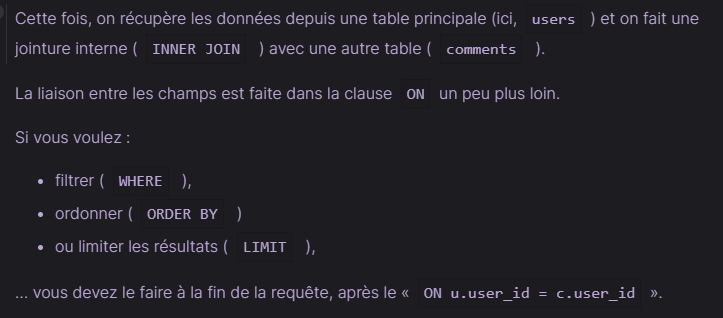 Cette fois, on récupère les données depuis une table principale (ici, users ) et on fait une
jointure interne ( INNER JOIN ) avec une autre table ( comments ).
La liaison entre les champs est faite dans la clause ON un peu plus loin.
Si vous voulez :
• filtrer ( WHERE ),
• ordonner ( ORDER BY )
• ou limiter les résultats ( LIMIT ),
... vous devez le faire à la fin de la requête, après le « ON u.user_id = c.user_id ».